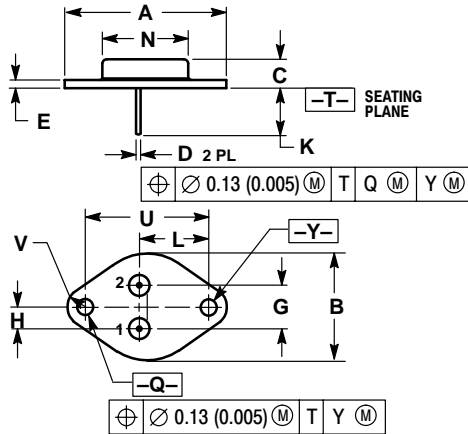 A
N
C
E
–T– SEATING PLANE
K
D 2 PL
⌖ ∅ 0.13 (0.005) Ⓜ T Q Ⓜ Y Ⓜ
U
V
L
–Y–
2
H
G
B
1
–Q–
⌖ ∅ 0.13 (0.005) Ⓜ T Y Ⓜ